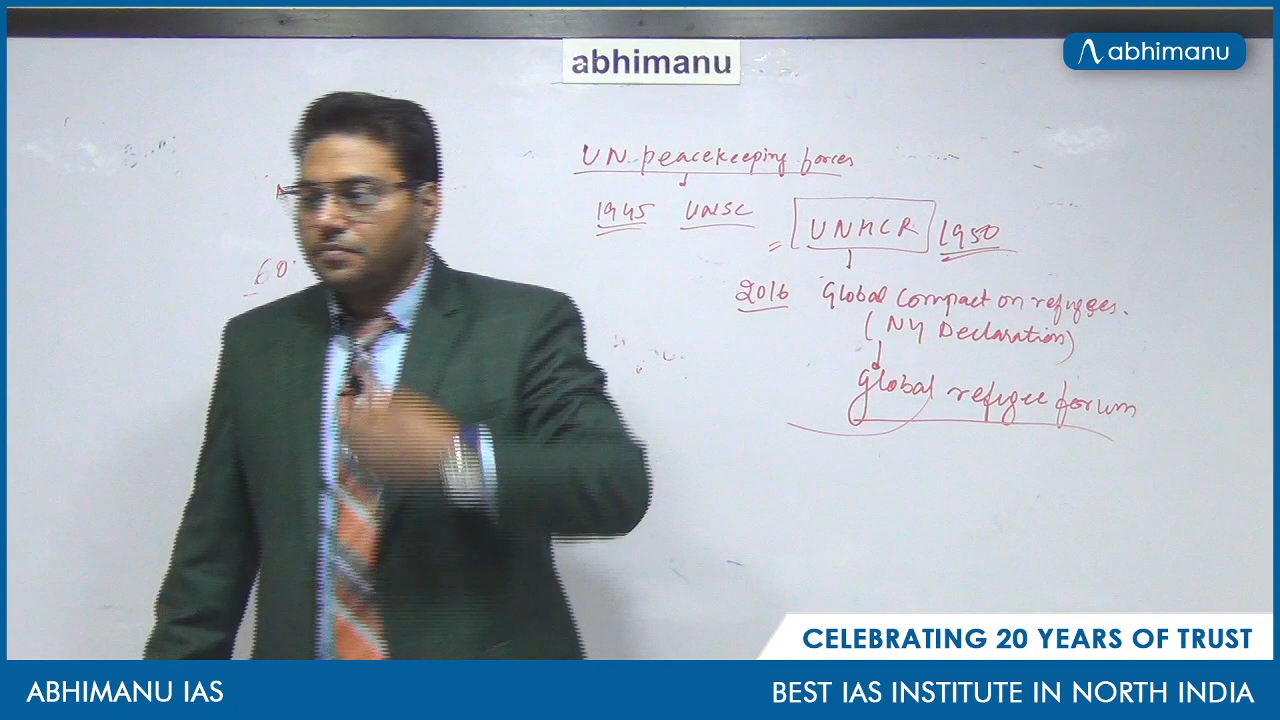 abhimanu
abhimanu
UN peacekeeping forces
1945 UNSC
= UNHCR 1950
2016 Global Compact on refugees.
(NY Declaration)
Global refugee forum
60
CELEBRATING 20 YEARS OF TRUST
ABHIMANU IAS
BEST IAS INSTITUTE IN NORTH INDIA